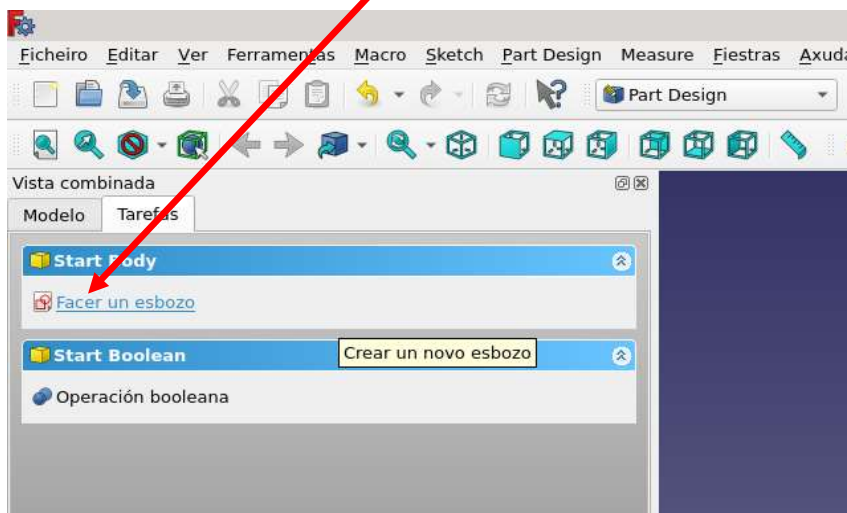 Ficheiro Editar Ver Ferramentas Macro Sketch Part Design Measure Fiestras Axuda
Part Design
Vista combinada
Modelo Tarefas
Start Body
Facer un esbozo
Start Boolean
Crear un novo esbozo
Operación booleana